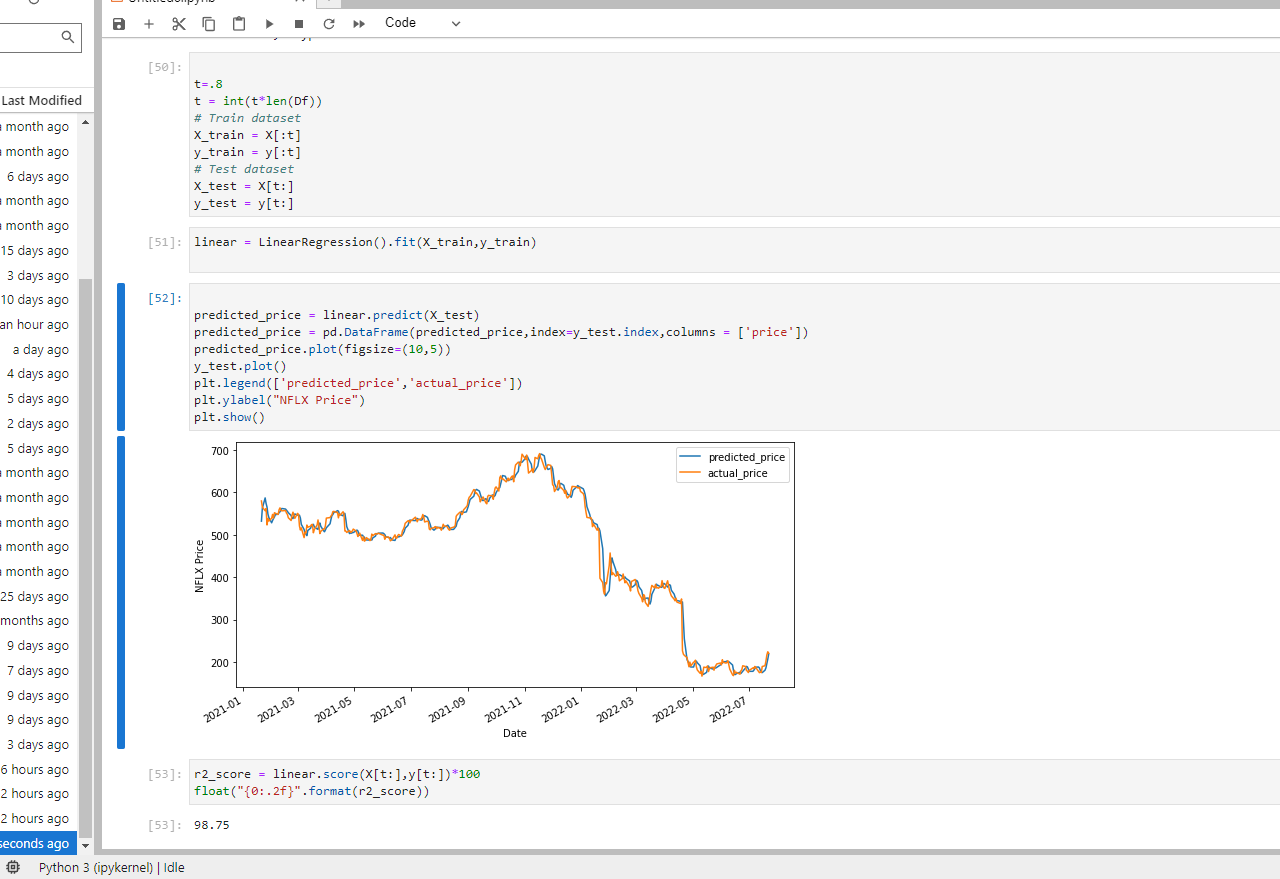 Code
Last Modified
a month ago
a month ago
6 days ago
a month ago
a month ago
15 days ago
3 days ago
10 days ago
an hour ago
a day ago
4 days ago
5 days ago
2 days ago
5 days ago
a month ago
a month ago
a month ago
a month ago
a month ago
25 days ago
months ago
9 days ago
7 days ago
9 days ago
9 days ago
3 days ago
6 hours ago
2 hours ago
2 hours ago
seconds ago
[50]:
t=.8
t = int(t*len(Df))
# Train dataset
X_train = X[:t]
y_train = y[:t]
# Test dataset
X_test = X[t:]
y_test = y[t:]
[51]:
linear = LinearRegression().fit(X_train,y_train)
[52]:
predicted_price = linear.predict(X_test)
predicted_price = pd.DataFrame(predicted_price,index=y_test.index,columns = ['price'])
predicted_price.plot(figsize=(10,5))
y_test.plot()
plt.legend(['predicted_price','actual_price'])
plt.ylabel("NFLX Price")
plt.show()
predicted_price
actual_price
700
600
500
400
300
200
NFLX Price
2021-01
2021-03
2021-05
2021-07
2021-09
2021-11
2022-01
2022-03
2022-05
2022-07
Date
[53]:
r2_score = linear.score(X[t:],y[t:])*100
float("{0:.2f}".format(r2_score))
[53]:
98.75
Python 3 (ipykernel) | Idle